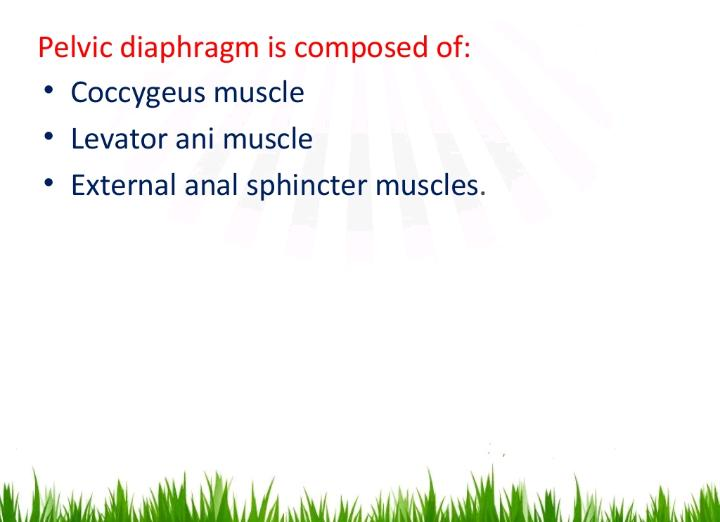 Pelvic diaphragm is composed of:
• Coccygeus muscle
• Levator ani muscle
• External anal sphincter muscles.